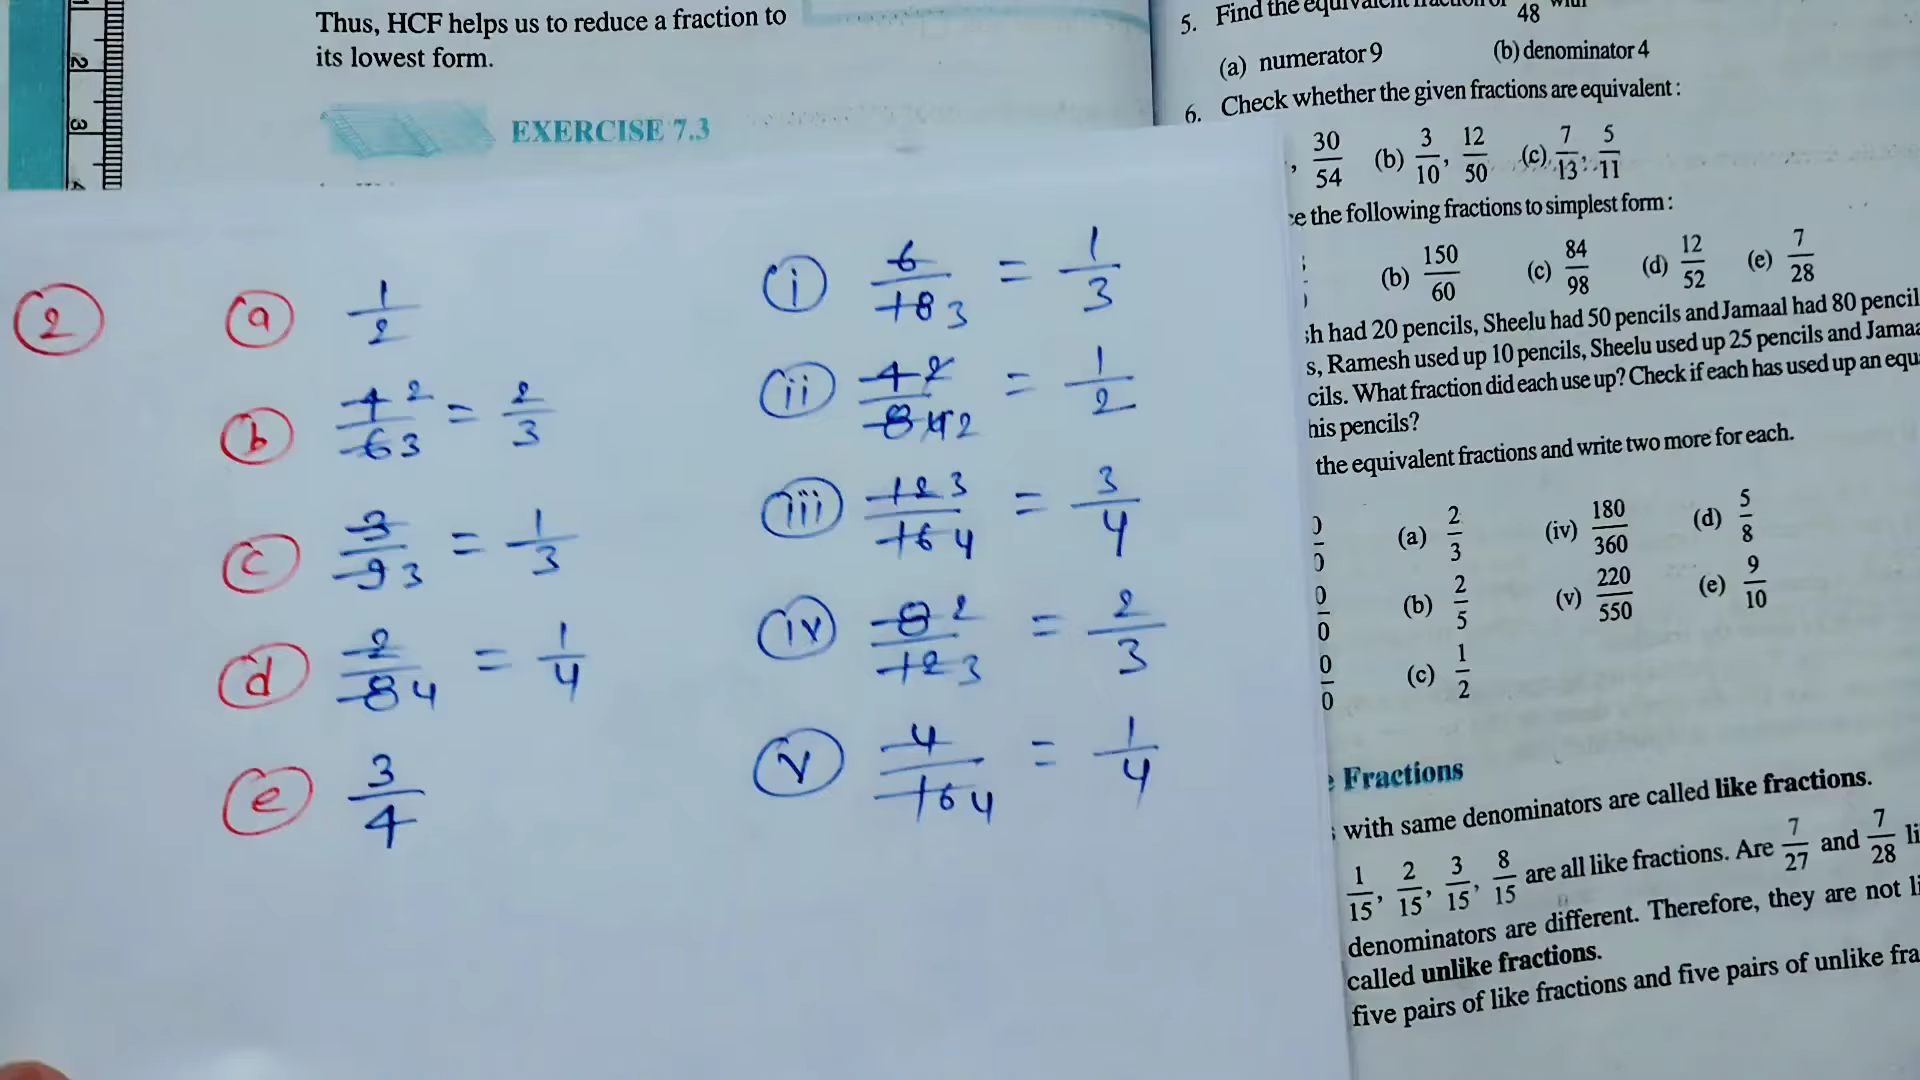 Thus, HCF helps us to reduce a fraction to
its lowest form.
EXERCISE 7.3
2
a 1/2
b 4 2/6 3 = 2/3
c 3/9 3 = 1/3
d 2/8 4 = 1/4
e 3/4
i 6/18 3 = 1/3
ii 4 2/8 4 2 = 1/2
iii 12 3/16 4 = 3/4
iv 8 2/12 3 = 2/3
v 4/16 4 = 1/4
5. Find the equivalent fraction of 48 with
(a) numerator 9 (b) denominator 4
6. Check whether the given fractions are equivalent :
, 30/54 (b) 3/10, 12/50 (c) 7/13, 5/11
the following fractions to simplest form :
(b) 150/60 (c) 84/98 (d) 12/52 (e) 7/28
had 20 pencils, Sheelu had 50 pencils and Jamaal had 80 pencil
s, Ramesh used up 10 pencils, Sheelu used up 25 pencils and Jamaa
cils. What fraction did each use up? Check if each has used up an equ
his pencils?
the equivalent fractions and write two more for each.
(a) 2/3 (iv) 180/360 (d) 5/8
(b) 2/5 (v) 220/550 (e) 9/10
(c) 1/2
Fractions
with same denominators are called like fractions.
1/15, 2/15, 3/15, 8/15 are all like fractions. Are 7/27 and 7/28 li
denominators are different. Therefore, they are not li
called unlike fractions.
five pairs of like fractions and five pairs of unlike fra
1
2
3
4